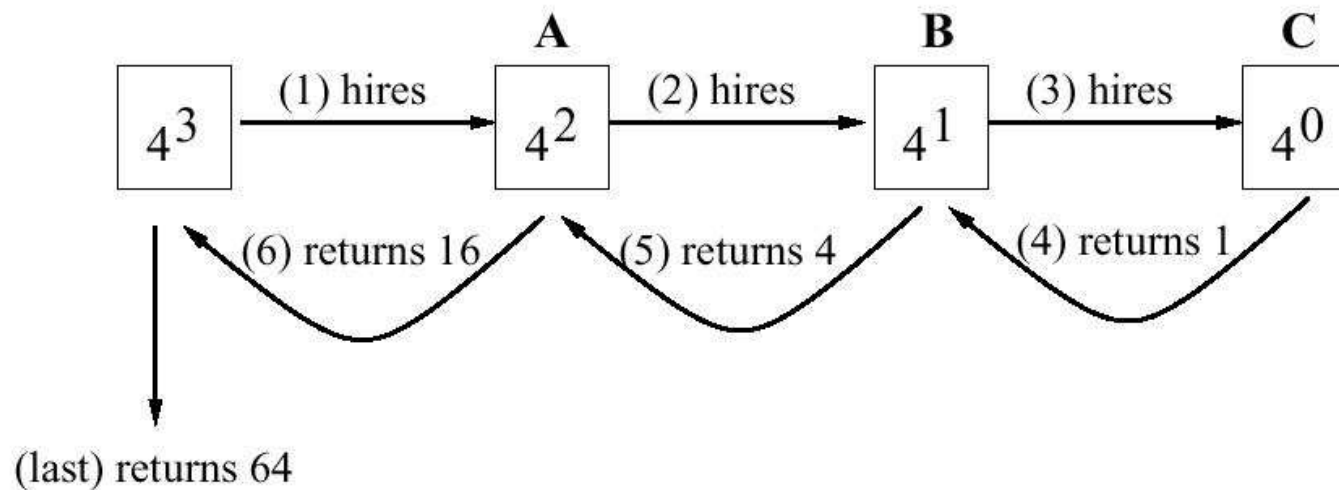 A B C
(1) hires (2) hires (3) hires
4^3 4^2 4^1 4^0
(6) returns 16 (5) returns 4 (4) returns 1
(last) returns 64